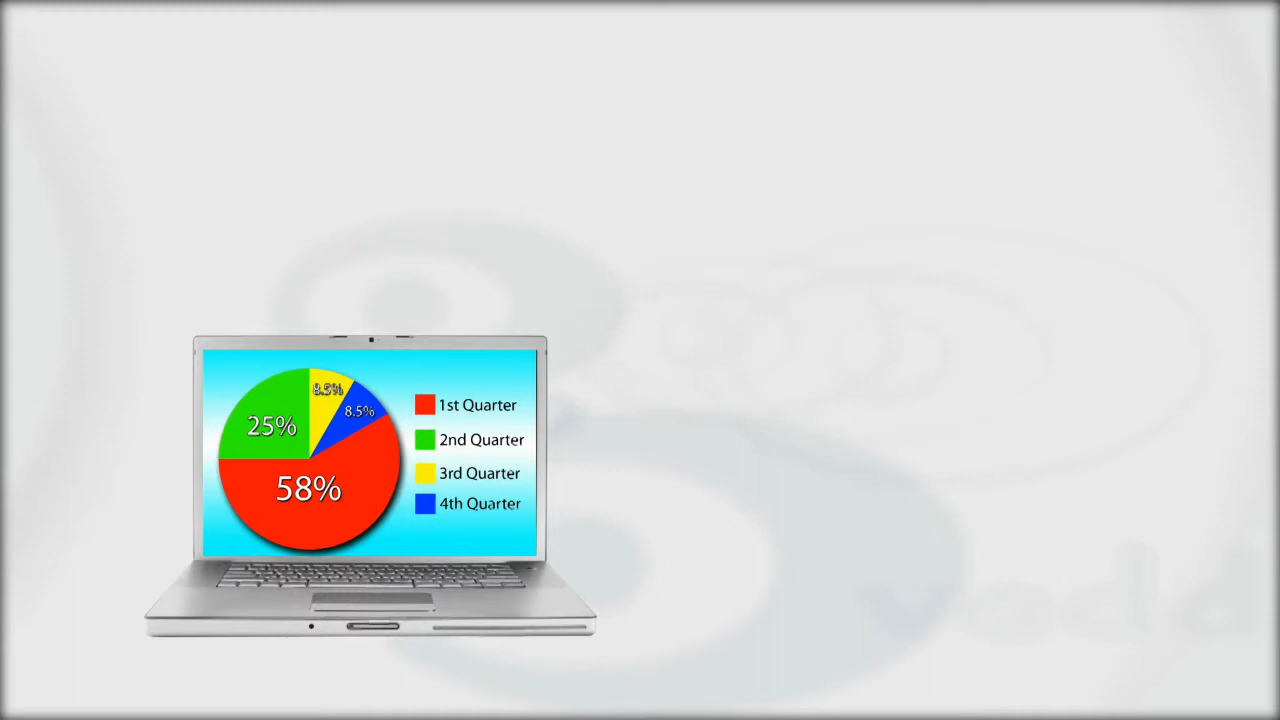 8.5%
8.5%
25%
58%
1st Quarter
2nd Quarter
3rd Quarter
4th Quarter